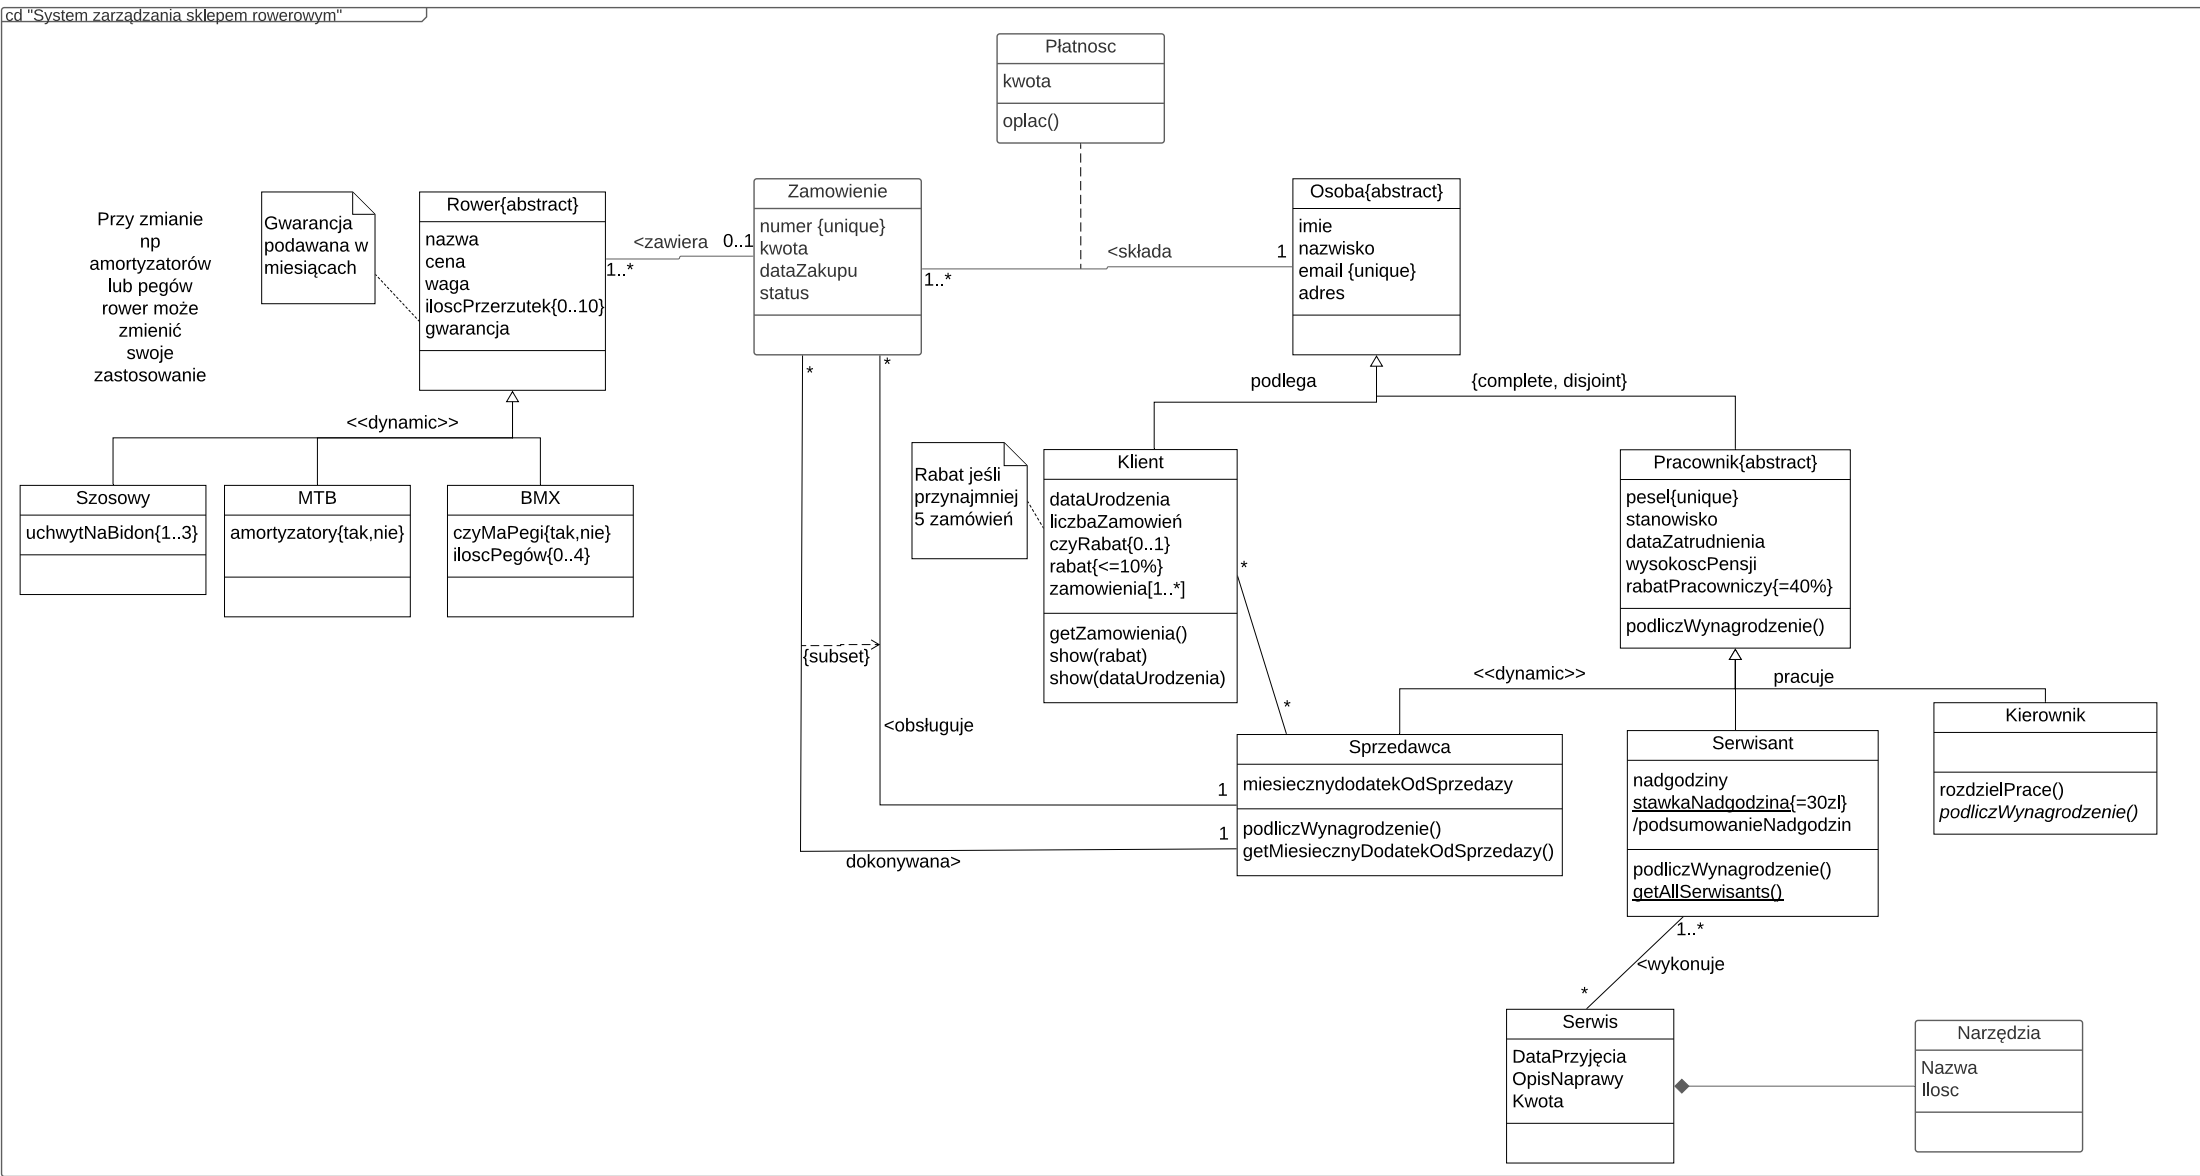 cd "System zarządzania sklepem rowerowym"
Płatnosc
kwota
oplac()
Przy zmianie
np
amortyzatorów
lub pegów
rower może
zmienić
swoje
zastosowanie
Gwarancja
podawana w
miesiącach
Rower{abstract}
nazwa
cena
waga
iloscPrzerzutek{0..10}
gwarancja
<zawiera
0..1
1..*
Zamowienie
numer {unique}
kwota
dataZakupu
status
1..*
<składa
1
Osoba{abstract}
imie
nazwisko
email {unique}
adres
<<dynamic>>
Szosowy
uchwytNaBidon{1..3}
MTB
amortyzatory{tak,nie}
BMX
czyMaPegi{tak,nie}
iloscPegów{0..4}
*
*
{subset}
<obsługuje
1
1
dokonywana>
podlega
{complete, disjoint}
Rabat jeśli
przynajmniej
5 zamówień
Klient
dataUrodzenia
liczbaZamowień
czyRabat{0..1}
rabat{<=10%}
zamowienia[1..*]
getZamowienia()
show(rabat)
show(dataUrodzenia)
*
*
Pracownik{abstract}
pesel{unique}
stanowisko
dataZatrudnienia
wysokoscPensji
rabatPracowniczy{=40%}
podliczWynagrodzenie()
<<dynamic>>
pracuje
Sprzedawca
miesiecznydodatekOdSprzedazy
podliczWynagrodzenie()
getMiesiecznyDodatekOdSprzedazy()
Serwisant
nadgodziny
stawkaNadgodzina{=30zl}
/podsumowanieNadgodzin
podliczWynagrodzenie()
getAllSerwisants()
Kierownik
rozdzielPrace()
podliczWynagrodzenie()
1..*
<wykonuje
*
Serwis
DataPrzyjęcia
OpisNaprawy
Kwota
Narzędzia
Nazwa
Ilosc